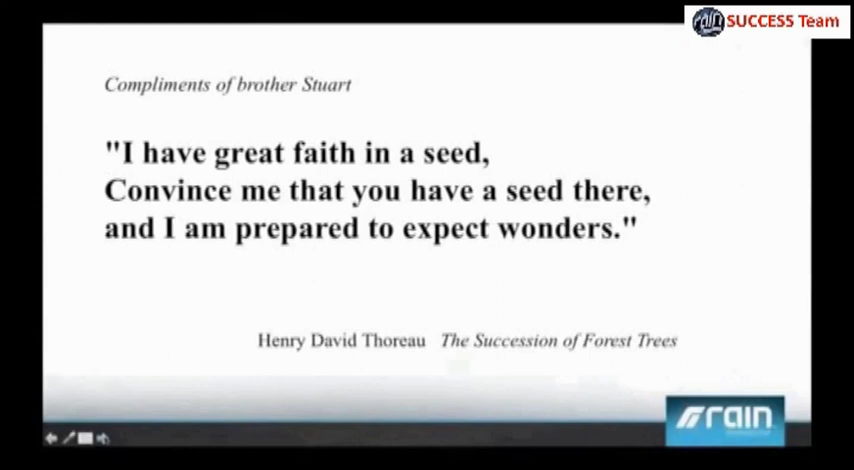 rain SUCCESS Team
Compliments of brother Stuart
"I have great faith in a seed,
Convince me that you have a seed there,
and I am prepared to expect wonders."
Henry David Thoreau The Succession of Forest Trees
rain